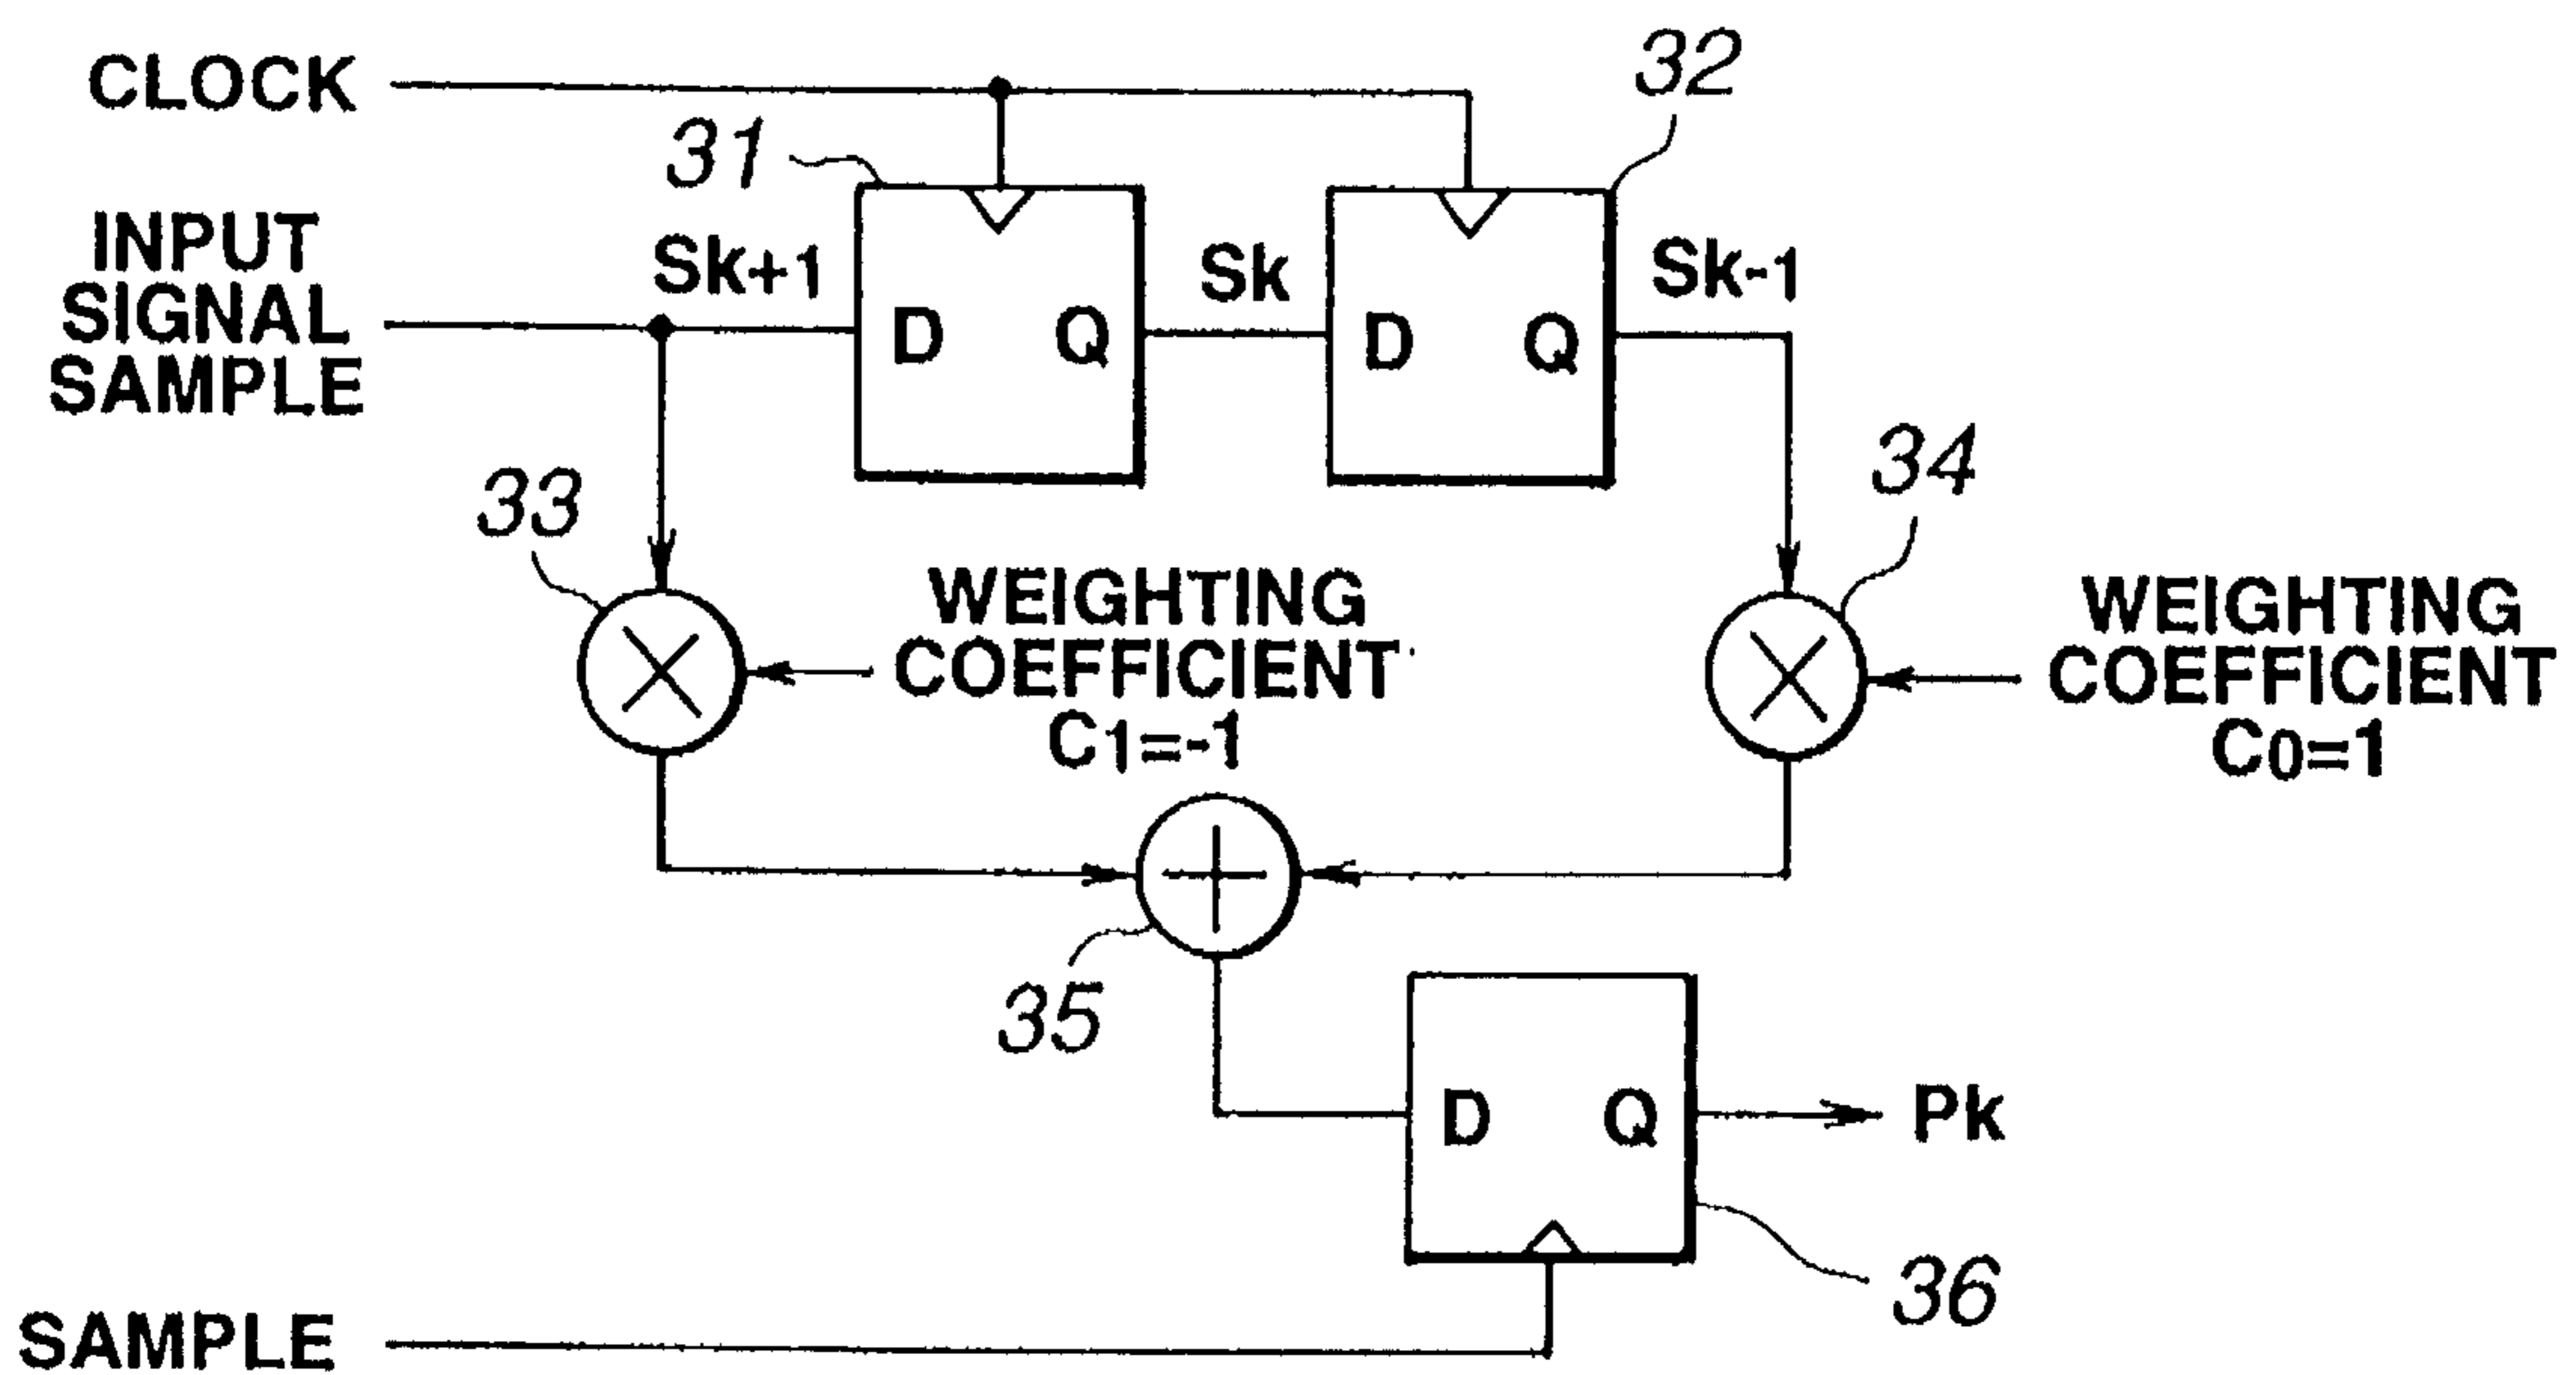 CLOCK
32
31
INPUT
SIGNAL
SAMPLE
Sk+1
Sk
Sk-1
D
Q
D
Q
33
34
WEIGHTING
COEFFICIENT
C1=-1
WEIGHTING
COEFFICIENT
C0=1
35
D
Q
Pk
36
SAMPLE